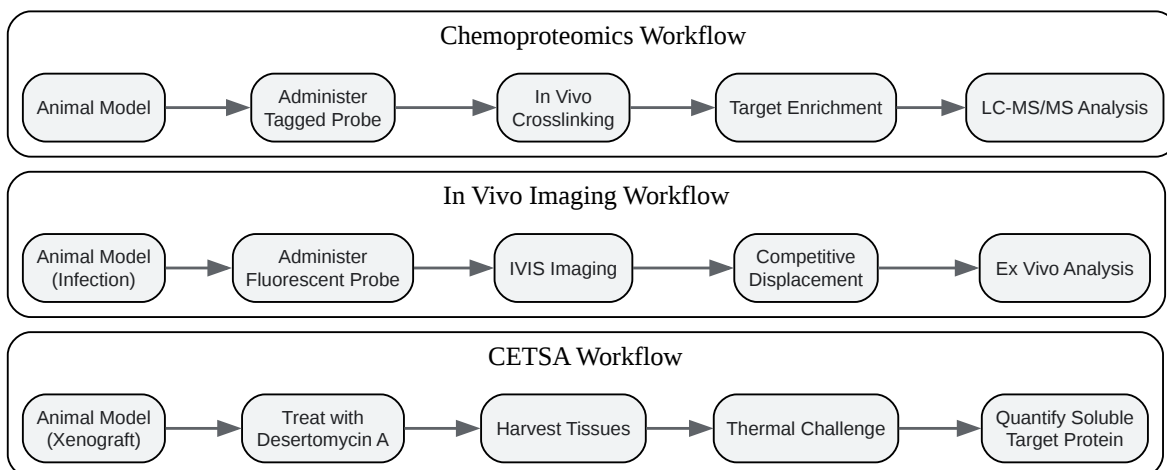 Chemoproteomics Workflow
Animal Model
Administer
Tagged Probe
In Vivo
Crosslinking
Target Enrichment
LC-MS/MS Analysis
In Vivo Imaging Workflow
Animal Model
(Infection)
Administer
Fluorescent Probe
IVIS Imaging
Competitive
Displacement
Ex Vivo Analysis
CETSA Workflow
Animal Model
(Xenograft)
Treat with
Desertomycin A
Harvest Tissues
Thermal Challenge
Quantify Soluble
Target Protein